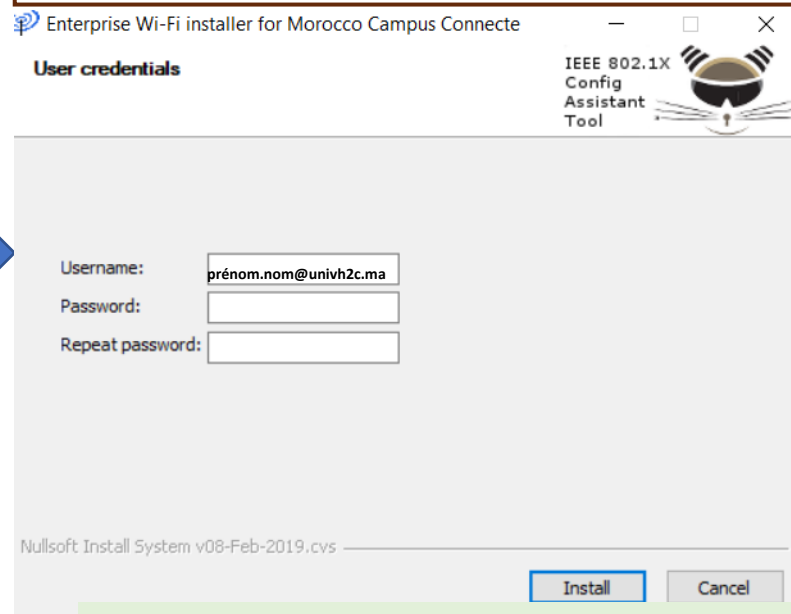 Enterprise Wi-Fi installer for Morocco Campus Connecte
User credentials
IEEE 802.1X
Config
Assistant
Tool
Username:
prénom.nom@univh2c.ma
Password:
Repeat password:
Nullsoft Install System v08-Feb-2019.cvs
Install
Cancel